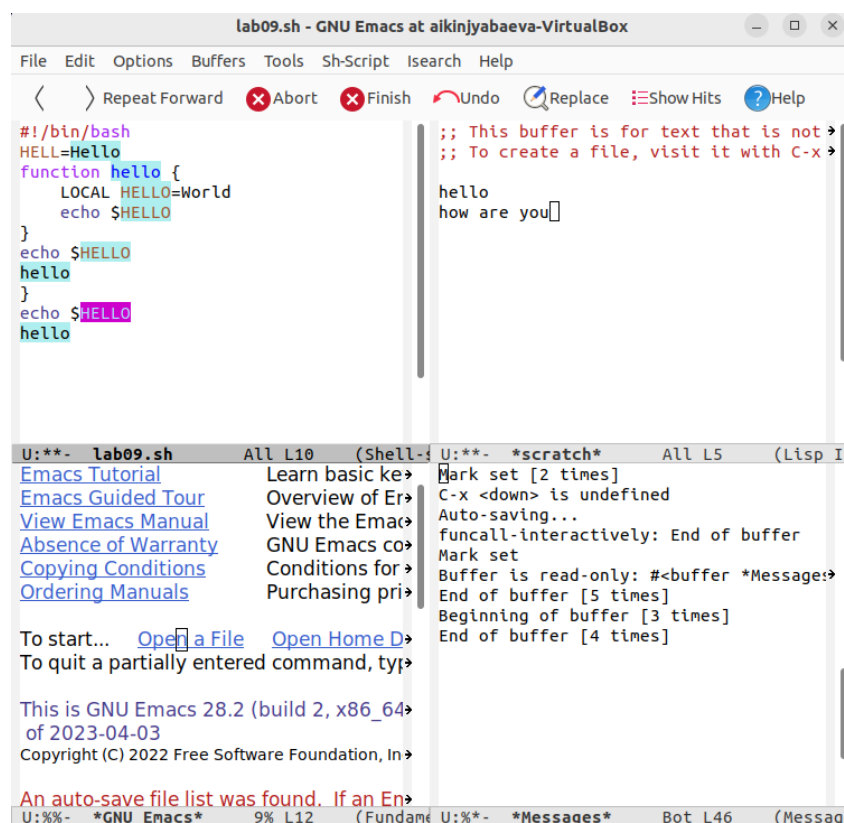 lab09.sh - GNU Emacs at aikinjyabaeva-VirtualBox
File Edit Options Buffers Tools Sh-Script Isearch Help
Repeat Forward Abort Finish Undo Replace Show Hits Help
#!/bin/bash
HELL=Hello
function hello {
    LOCAL HELLO=World
    echo $HELLO
}
echo $HELLO
hello
}
echo $HELLO
hello
U:**- lab09.sh All L10 (Shell-s
;; This buffer is for text that is not
;; To create a file, visit it with C-x
hello
how are you
U:**- *scratch* All L5 (Lisp I
Emacs Tutorial Learn basic ke
Emacs Guided Tour Overview of Em
View Emacs Manual View the Emac
Absence of Warranty GNU Emacs co
Copying Conditions Conditions for
Ordering Manuals Purchasing pri
To start... Open a File Open Home D
To quit a partially entered command, typ
This is GNU Emacs 28.2 (build 2, x86_64
of 2023-04-03
Copyright (C) 2022 Free Software Foundation, In
An auto-save file list was found. If an Em
U:%%- *GNU Emacs* 9% L12 (Fundame
Mark set [2 times]
C-x <down> is undefined
Auto-saving...
funcall-interactively: End of buffer
Mark set
Buffer is read-only: #<buffer *Messages
End of buffer [5 times]
Beginning of buffer [3 times]
End of buffer [4 times]
U:%*- *Messages* Bot L46 (Messag